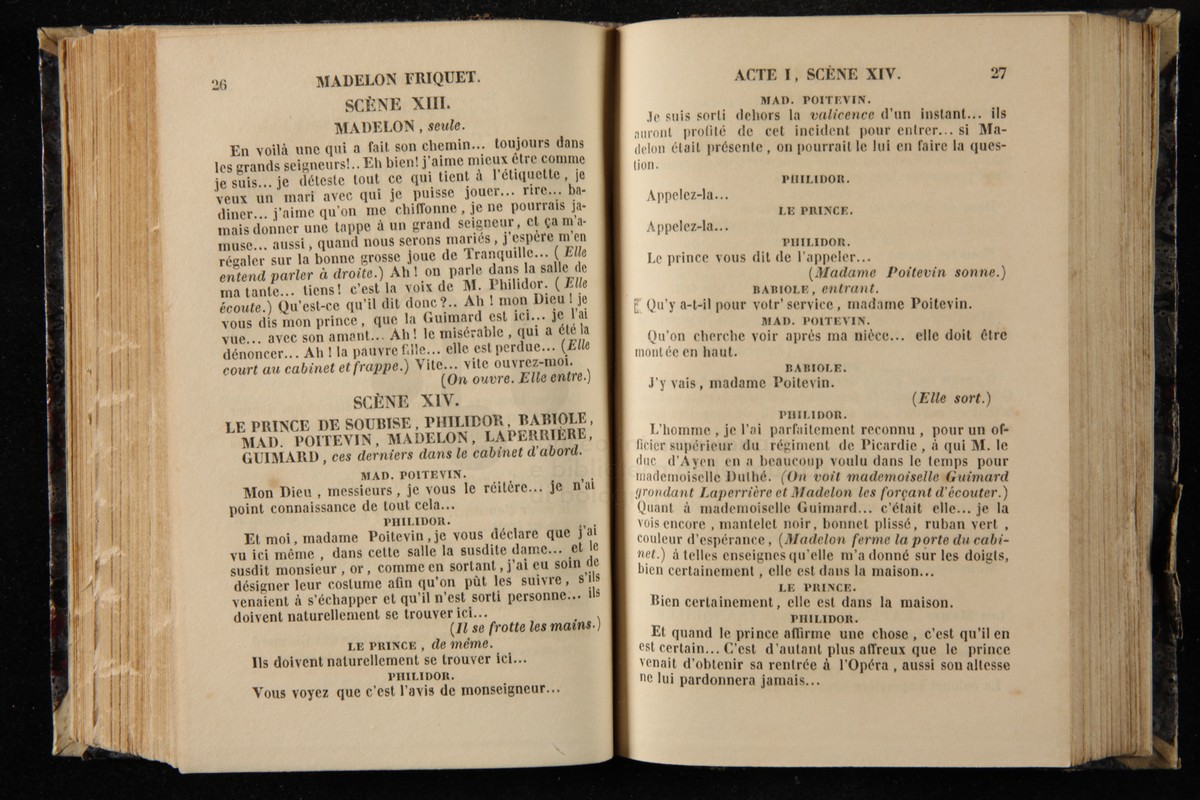 26
MADELON FRIQUET.
SCÈNE XIII.
MADELON, seule.
En voilà une qui a fait son chemin... toujours dans
les grands seigneurs!.. Eh bien! j'aime mieux être comme
je suis... je déteste tout ce qui tient à l'étiquette, je
veux un mari avec qui je puisse jouer... rire... ba-
diner... j'aime qu'on me chiffonne, je ne pourrais ja-
mais donner une tappe à un grand seigneur, et ça m'a-
muse... aussi, quand nous serons mariés, j'espère m'en
régaler sur la bonne grosse joue de Tranquille... (Elle
entend parler à droite.) Ah! on parle dans la salle de
ma tante... tiens! c'est la voix de M. Philidor. (Elle
écoute.) Qu'est-ce qu'il dit donc?.. Ah! mon Dieu! je
vous dis mon prince, que la Guimard est ici... je l'ai
vue... avec son amant... Ah! le misérable, qui a été la
dénoncer... Ah! la pauvre fille... elle est perdue... (Elle
court au cabinet et frappe.) Vite... vite ouvrez-moi.
(On ouvre. Elle entre.)
SCÈNE XIV.
LE PRINCE DE SOUBISE, PHILIDOR, BABIOLE,
MAD. POITEVIN, MADELON, LAPERRIÈRE,
GUIMARD, ces derniers dans le cabinet d'abord.
MAD. POITEVIN.
Mon Dieu, messieurs, je vous le réitère... je n'ai
point connaissance de tout cela...
PHILIDOR.
Et moi, madame Poitevin, je vous déclare que j'ai
vu ici même, dans cette salle la susdite dame... et le
susdit monsieur, or, comme en sortant, j'ai eu soin de
désigner leur costume afin qu'on pût les suivre, s'ils
venaient à s'échapper et qu'il n'est sorti personne... ils
doivent naturellement se trouver ici...
(Il se frotte les mains.)
LE PRINCE, de même.
Ils doivent naturellement se trouver ici...
PHILIDOR.
Vous voyez que c'est l'avis de monseigneur...
ACTE I, SCÈNE XIV.
27
MAD. POITEVIN.
Je suis sorti dehors la valicence d'un instant... ils
auront profité de cet incident pour entrer... si Ma-
delon était présente, on pourrait le lui en faire la ques-
tion.
PHILIDOR.
Appelez-la...
LE PRINCE.
Appelez-la...
PHILIDOR.
Le prince vous dit de l'appeler...
(Madame Poitevin sonne.)
BABIOLE, entrant.
Qu'y a-t-il pour votr' service, madame Poitevin.
MAD. POITEVIN.
Qu'on cherche voir après ma nièce... elle doit être
montée en haut.
BABIOLE.
J'y vais, madame Poitevin.
(Elle sort.)
PHILIDOR.
L'homme, je l'ai parfaitement reconnu, pour un of-
ficier supérieur du régiment de Picardie, à qui M. le
duc d'Ayen en a beaucoup voulu dans le temps pour
mademoiselle Duthé. (On voit mademoiselle Guimard
grondant Laperrière et Madelon les forçant d'écouter.)
Quant à mademoiselle Guimard... c'était elle... je la
vois encore, mantelet noir, bonnet plissé, ruban vert,
couleur d'espérance, (Madelon ferme la porte du cabi-
net.) à telles enseignes qu'elle m'a donné sur les doigts,
bien certainement, elle est dans la maison...
LE PRINCE.
Bien certainement, elle est dans la maison.
PHILIDOR.
Et quand le prince affirme une chose, c'est qu'il en
est certain... C'est d'autant plus affreux que le prince
venait d'obtenir sa rentrée à l'Opéra, aussi son altesse
ne lui pardonnera jamais...